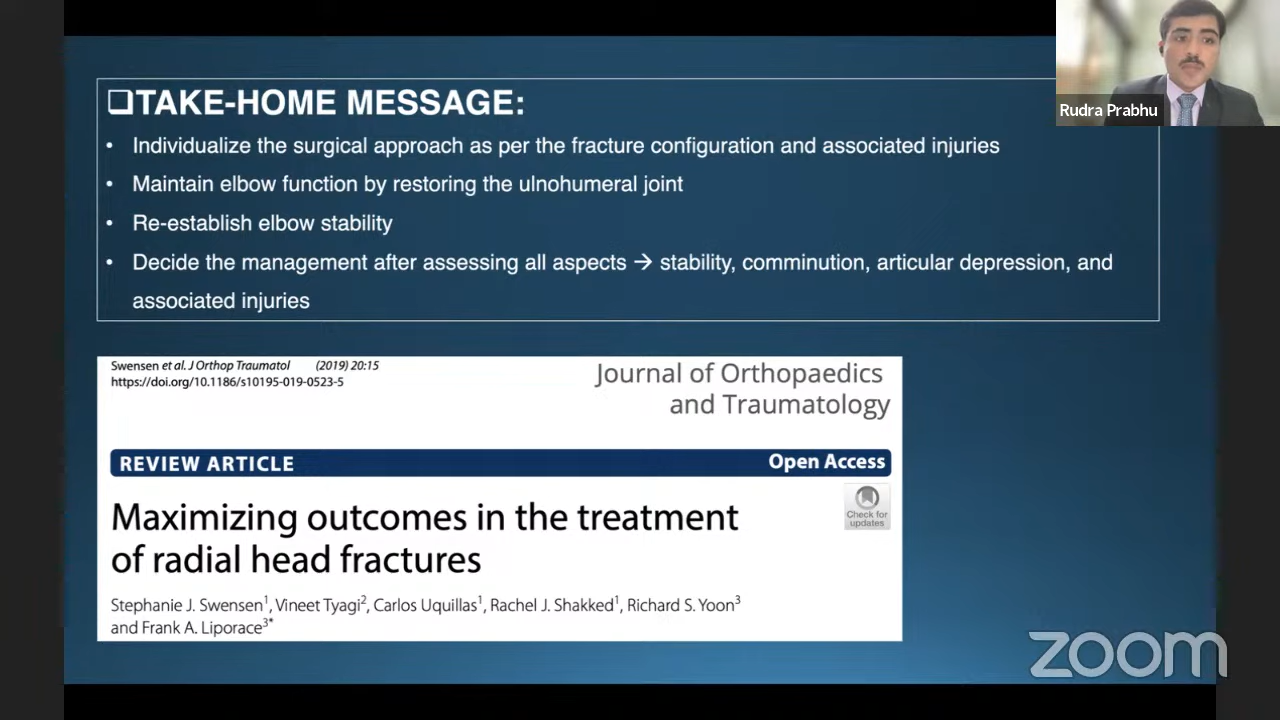 ❑TAKE-HOME MESSAGE:
• Individualize the surgical approach as per the fracture configuration and associated injuries
• Maintain elbow function by restoring the ulnohumeral joint
• Re-establish elbow stability
• Decide the management after assessing all aspects → stability, comminution, articular depression, and
associated injuries
Rudra Prabhu
Swensen et al. J Orthop Traumatol (2019) 20:15
https://doi.org/10.1186/s10195-019-0523-5
Journal of Orthopaedics
and Traumatology
REVIEW ARTICLE Open Access
Check for
updates
Maximizing outcomes in the treatment
of radial head fractures
Stephanie J. Swensen1, Vineet Tyagi2, Carlos Uquillas1, Rachel J. Shakked1, Richard S. Yoon3
and Frank A. Liporace3*
zoom